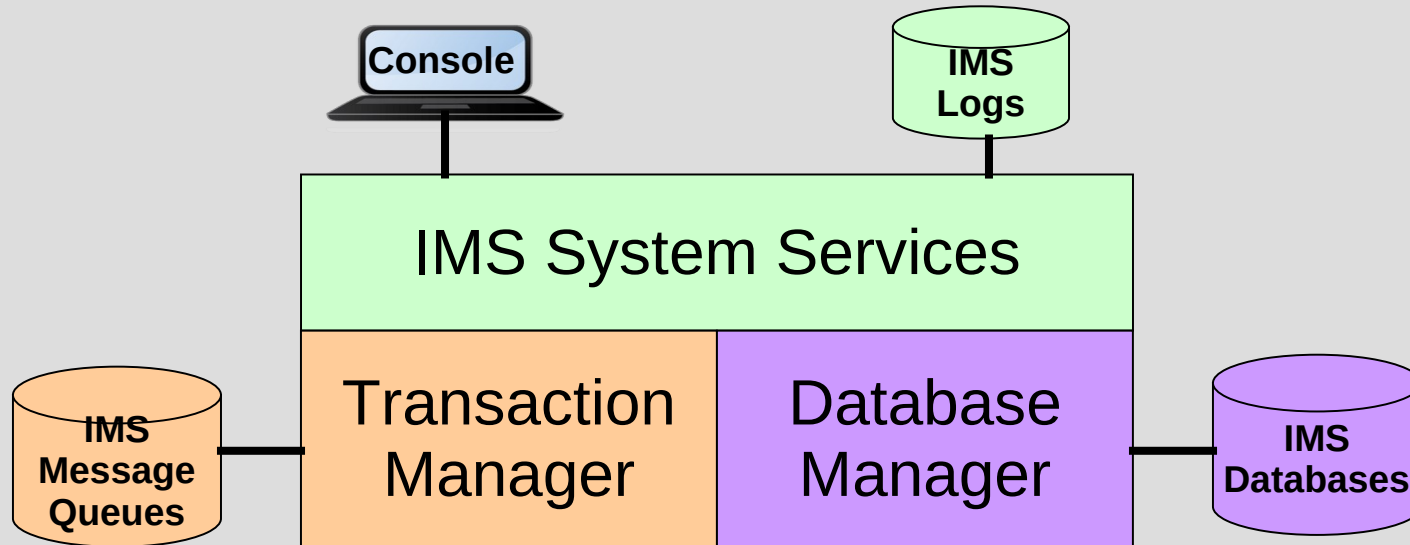 Console
IMS
Logs
IMS System Services
Transaction
Manager
Database
Manager
IMS
Message
Queues
IMS
Databases